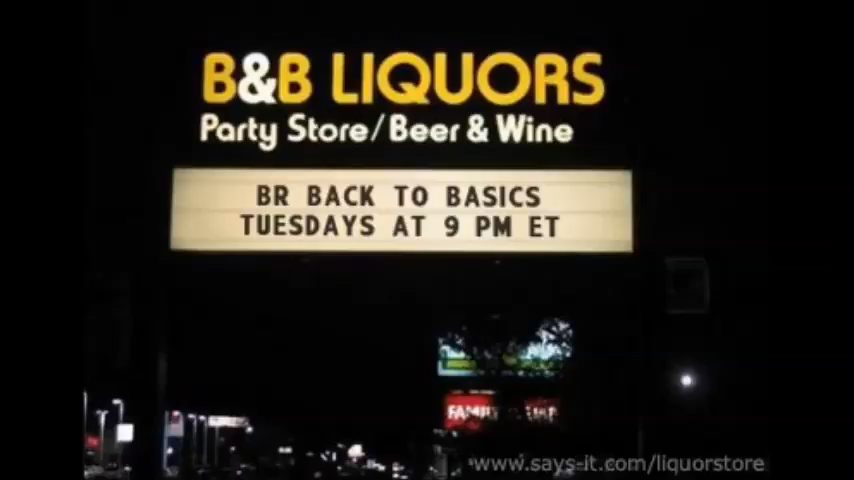 B&B LIQUORS
Party Store/Beer & Wine
BR BACK TO BASICS
TUESDAYS AT 9 PM ET
www.says-it.com/liquorstore